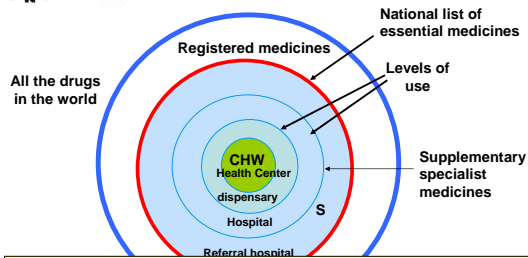 National list of
essential medicines
Registered medicines
All the drugs
in the world
Levels of
use
CHW
Health Center
Supplementary
specialist
medicines
dispensary
S
Hospital
Referral hospital